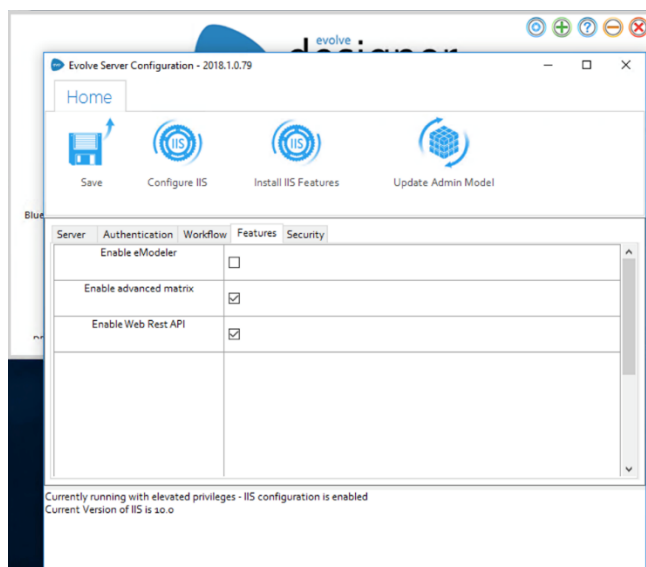 evolve
designer
Evolve Server Configuration - 2018.1.0.79
Home
IIS
IIS
Save
Configure IIS
Install IIS Features
Update Admin Model
Blue
Server
Authentication
Workflow
Features
Security
Enable eModeler
Enable advanced matrix
Enable Web Rest API
Currently running with elevated privileges - IIS configuration is enabled
Current Version of IIS is 10.0